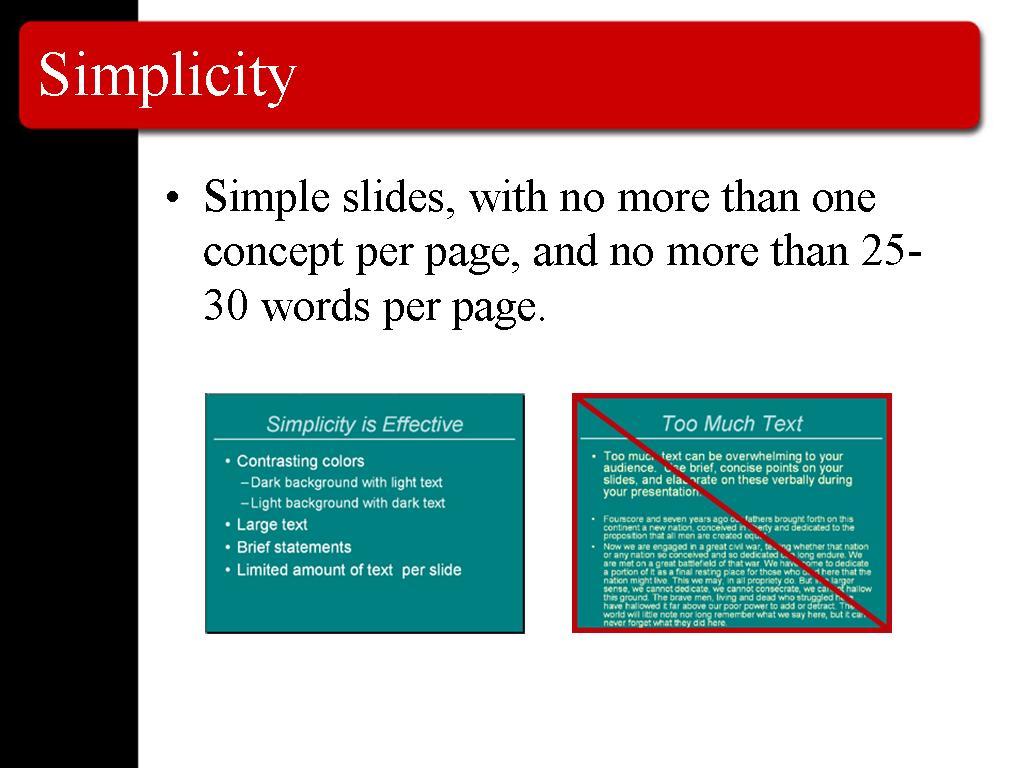 Simplicity
• Simple slides, with no more than one
concept per page, and no more than 25-
30 words per page.
Simplicity is Effective
• Contrasting colors
–Dark background with light text
–Light background with dark text
• Large text
• Brief statements
• Limited amount of text per slide
Too Much Text
• Too much text can be overwhelming to your
audience. Use brief, concise points on your
slides, and elaborate on these verbally during
your presentation.
• Fourscore and seven years ago our fathers brought forth on this
continent a new nation, conceived in liberty and dedicated to the
proposition that all men are created equal.
• Now we are engaged in a great civil war, testing whether that nation
or any nation so conceived and so dedicated can long endure. We
are met on a great battlefield of that war. We have come to dedicate
a portion of it as a final resting place for those who died here that the
nation might live. This we may, in all propriety do. But in a larger
sense, we cannot dedicate, we cannot consecrate, we cannot hallow
this ground. The brave men, living and dead who struggled here
have hallowed it far above our poor power to add or detract. The
world will little note nor long remember what we say here, but it can
never forget what they did here.